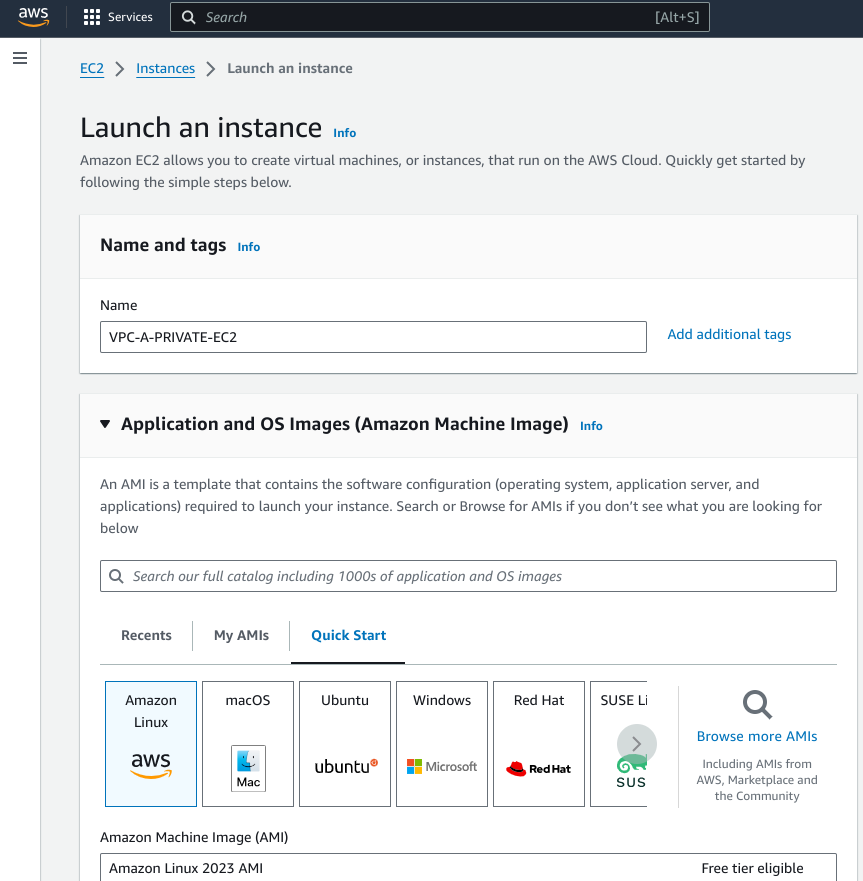 aws Services Search [Alt+S]
EC2 Instances Launch an instance
Launch an instance Info
Amazon EC2 allows you to create virtual machines, or instances, that run on the AWS Cloud. Quickly get started by
following the simple steps below.
Name and tags Info
Name
VPC-A-PRIVATE-EC2 Add additional tags
Application and OS Images (Amazon Machine Image) Info
An AMI is a template that contains the software configuration (operating system, application server, and
applications) required to launch your instance. Search or Browse for AMIs if you don't see what you are looking for
below
Search our full catalog including 1000s of application and OS images
Recents My AMIs Quick Start
Amazon
Linux
aws
macOS
Mac
Ubuntu
ubuntu
Windows
Microsoft
Red Hat
Red Hat
SUSE Li
SUS
Browse more AMIs
Including AMIs from
AWS, Marketplace and
the Community
Amazon Machine Image (AMI)
Amazon Linux 2023 AMI Free tier eligible